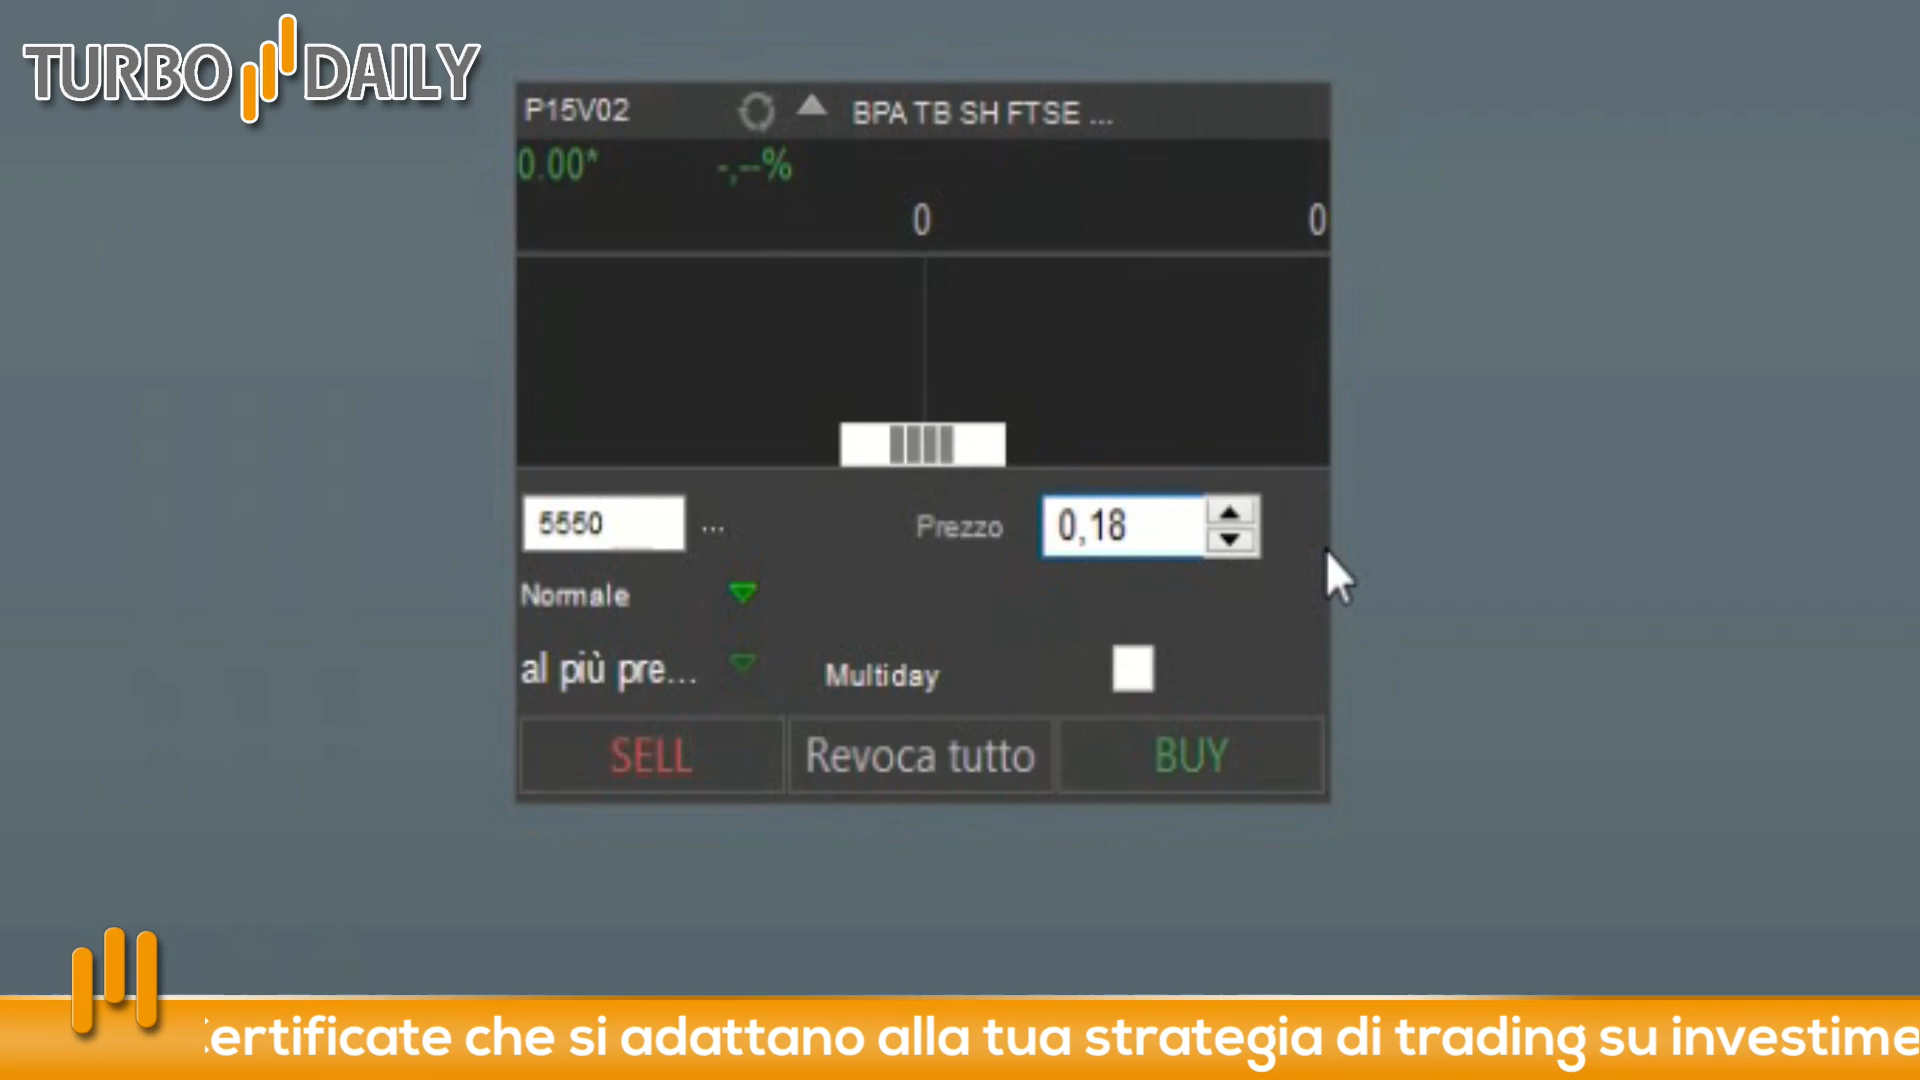 TURBO DAILY
P15V02 BPA TB SH FTSE ...
0.00* -,--%
0 0
5550 ... Prezzo 0,18
Normale
al più pre... Multiday
SELL Revoca tutto BUY
ertificate che si adattano alla tua strategia di trading su investime